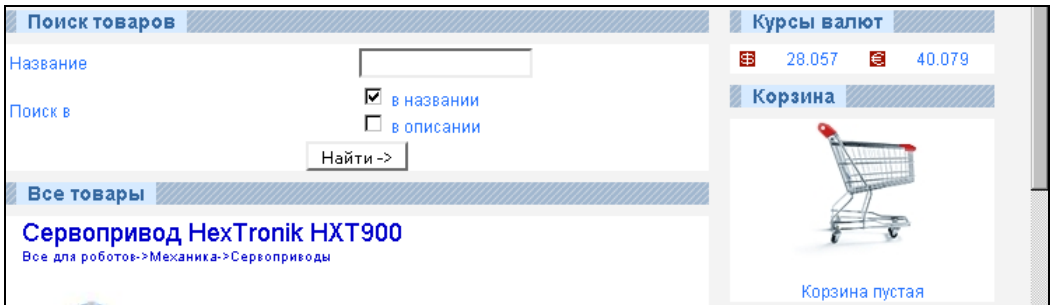 Поиск товаров
Название
Поиск в
в названии
в описании
Найти ->
Все товары
Сервопривод HexTronik HXT900
Все для роботов->Механика->Сервоприводы
Курсы валют
$ 28.057 € 40.079
Корзина
Корзина пустая